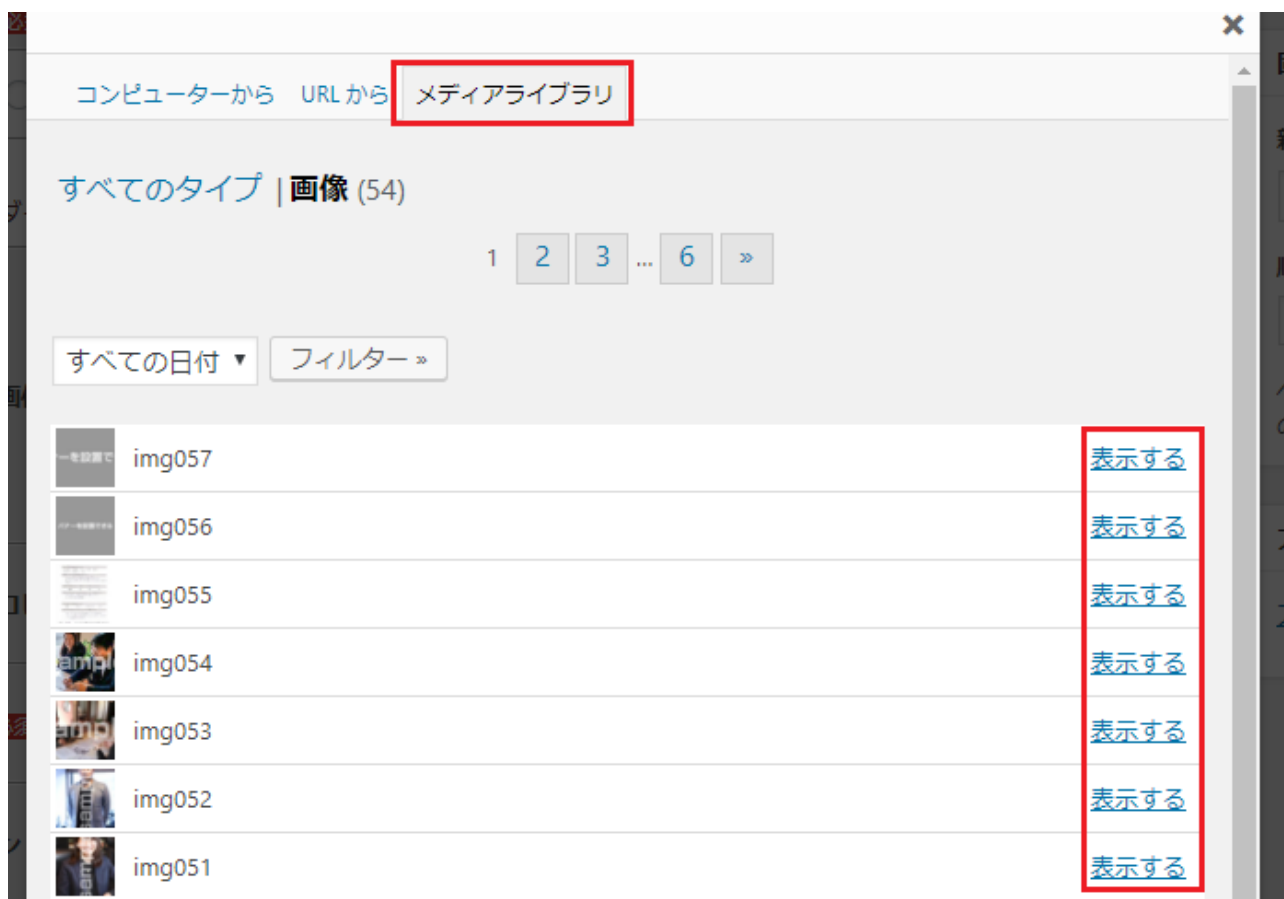 ×
コンピューターから URL から メディアライブラリ
すべてのタイプ | 画像 (54)
1 2 3 ... 6 »
すべての日付 ▼ フィルター »
img057 表示する
img056 表示する
img055 表示する
img054 表示する
img053 表示する
img052 表示する
img051 表示する